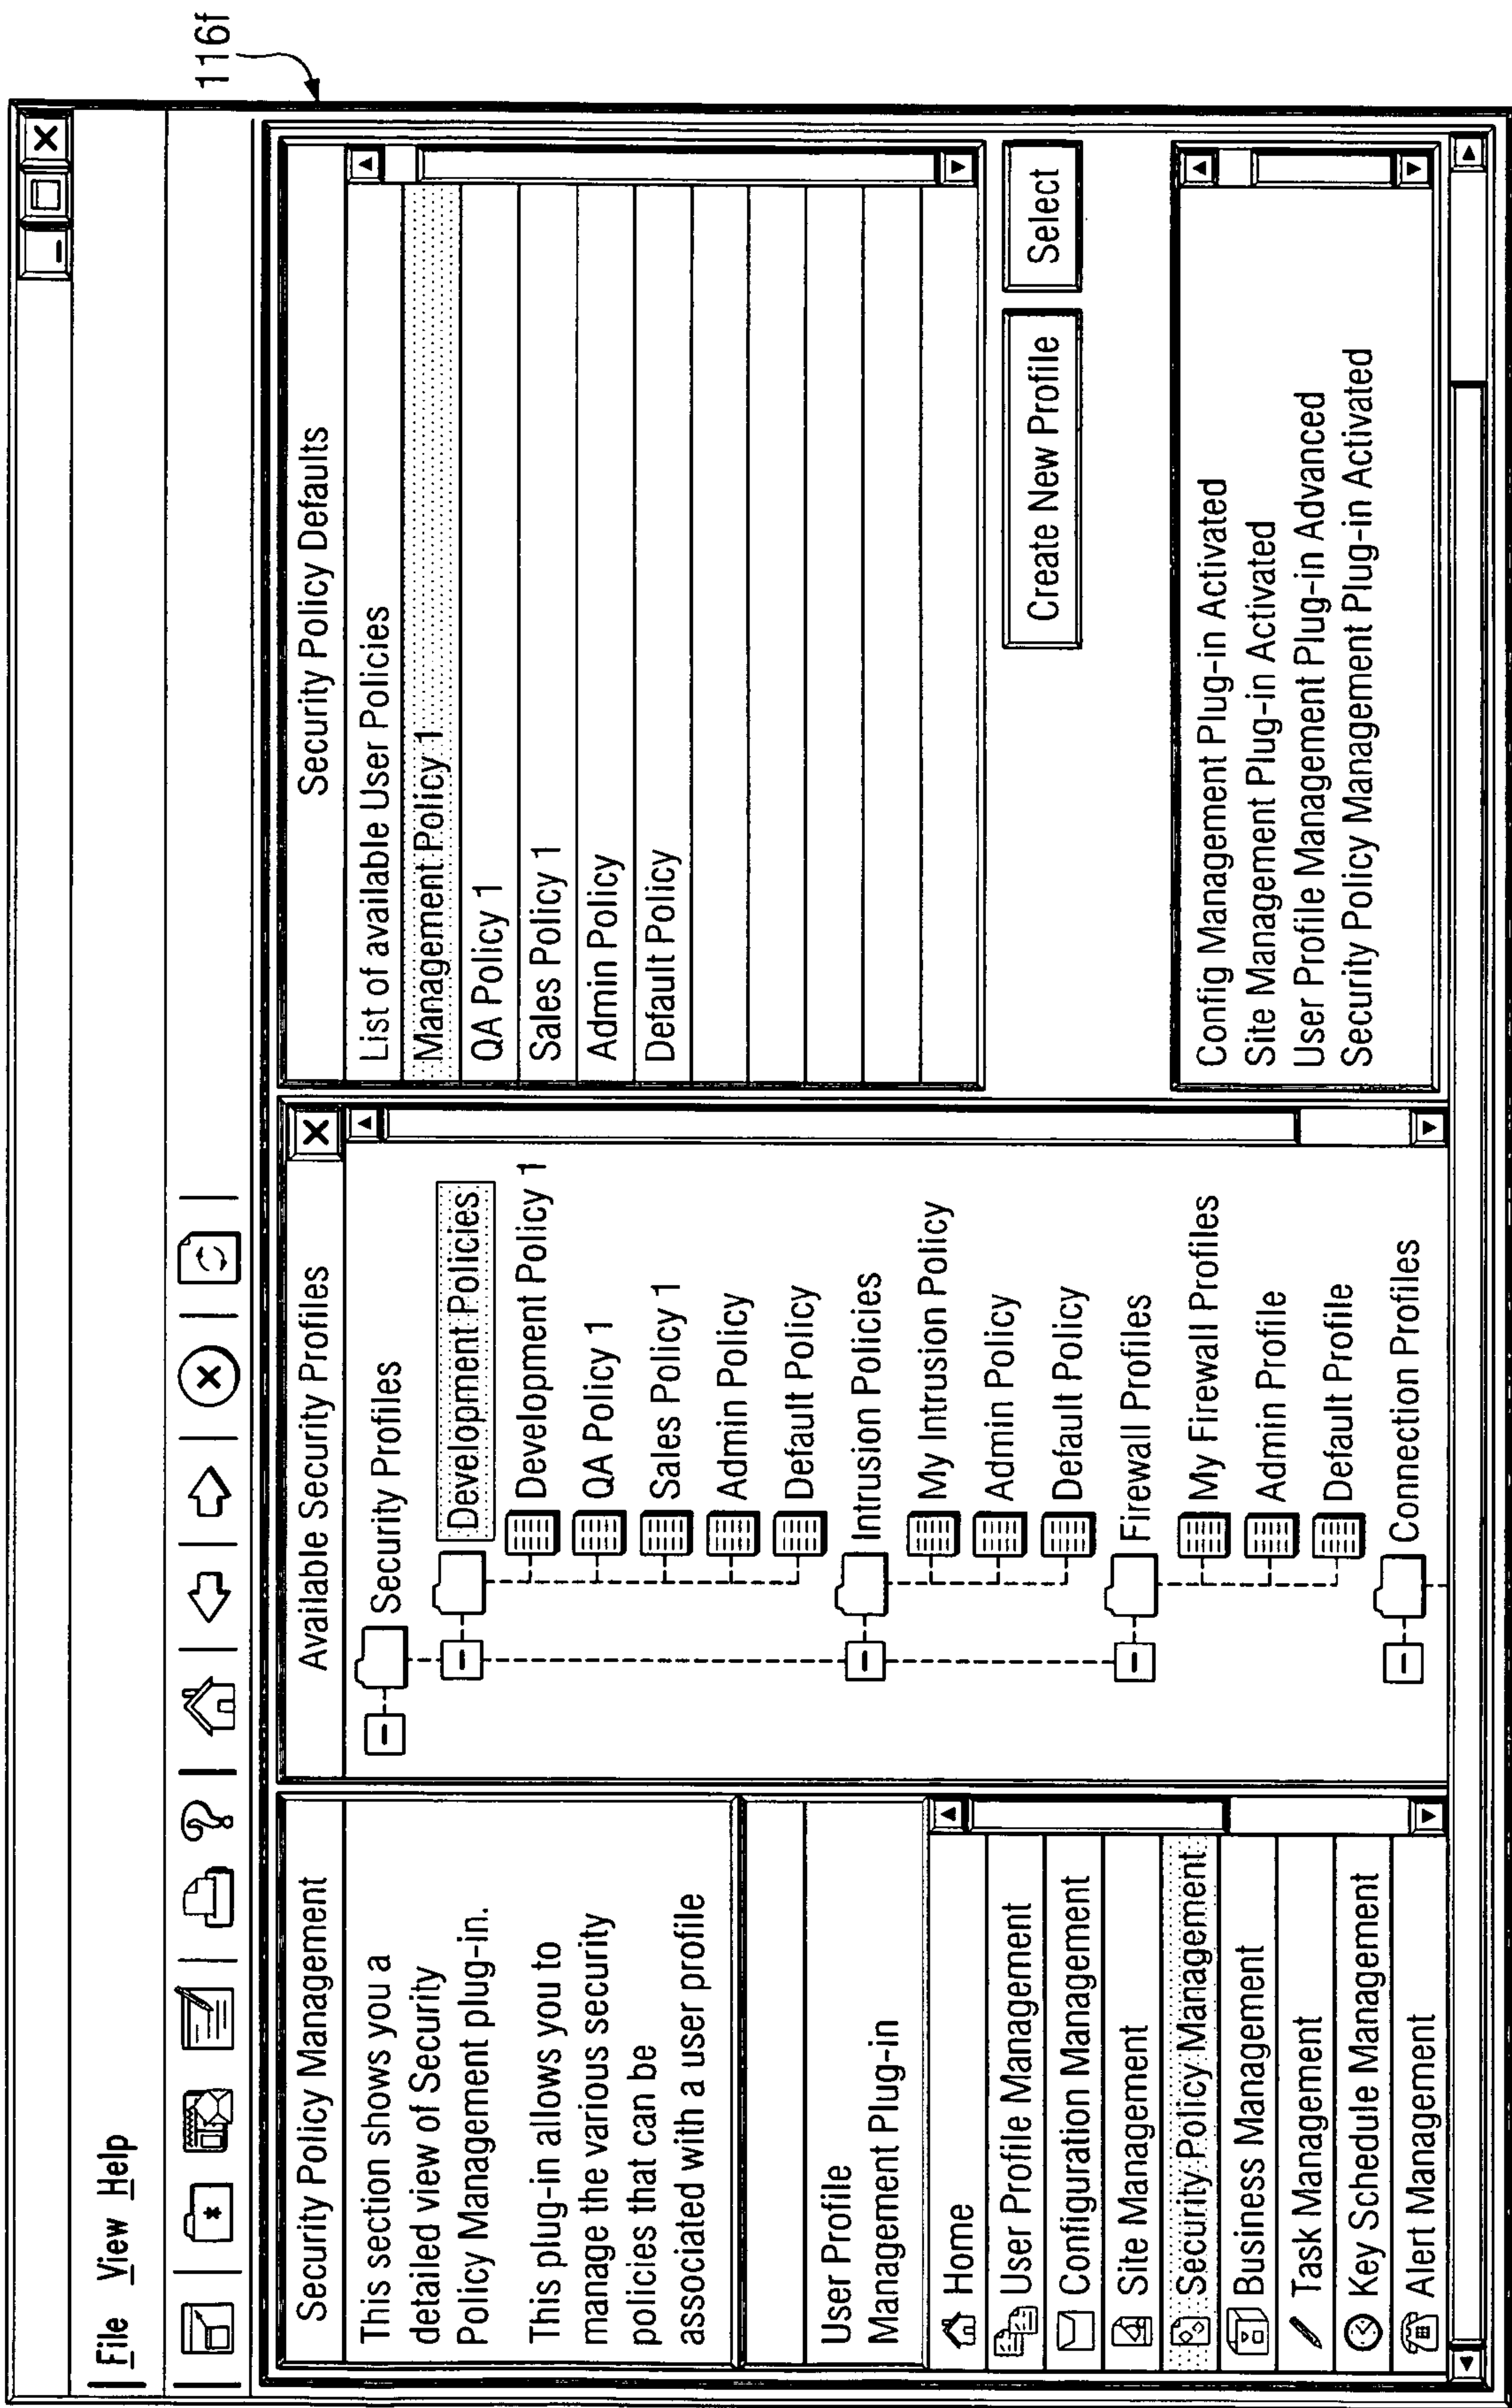 116f
File View Help
Security Policy Management
This section shows you a
detailed view of Security
Policy Management plug-in.
This plug-in allows you to
manage the various security
policies that can be
associated with a user profile
User Profile
Management Plug-in
Home
User Profile Management
Configuration Management
Site Management
Security Policy Management
Business Management
Task Management
Key Schedule Management
Alert Management
Available Security Profiles
Security Profiles
Development Policies
Development Policy 1
QA Policy 1
Sales Policy 1
Admin Policy
Default Policy
Intrusion Policies
My Intrusion Policy
Admin Policy
Default Policy
Firewall Profiles
My Firewall Profiles
Admin Profile
Default Profile
Connection Profiles
Security Policy Defaults
List of available User Policies
Management Policy 1
QA Policy 1
Sales Policy 1
Admin Policy
Default Policy
Create New Profile
Select
Config Management Plug-in Activated
Site Management Plug-in Activated
User Profile Management Plug-in Advanced
Security Policy Management Plug-in Activated